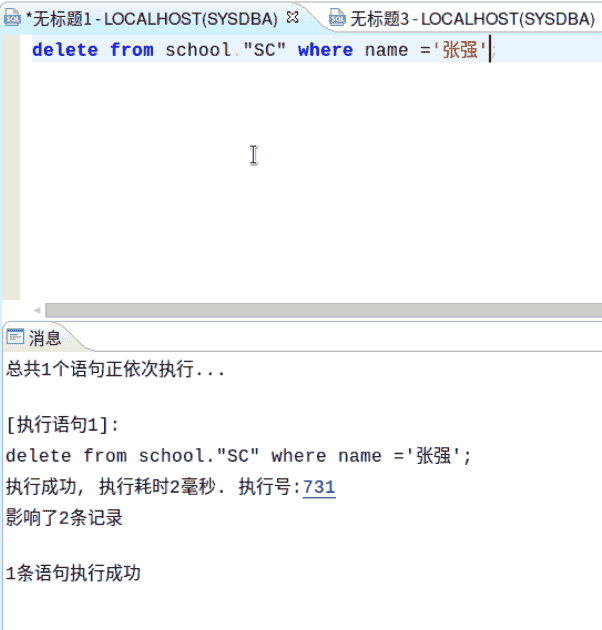 *无标题1 - LOCALHOST(SYSDBA) 无标题3 - LOCALHOST(SYSDBA)
delete from school."SC" where name ='张强';
消息
总共1个语句正依次执行...
[执行语句1]:
delete from school."SC" where name ='张强';
执行成功, 执行耗时2毫秒. 执行号:731
影响了2条记录
1条语句执行成功